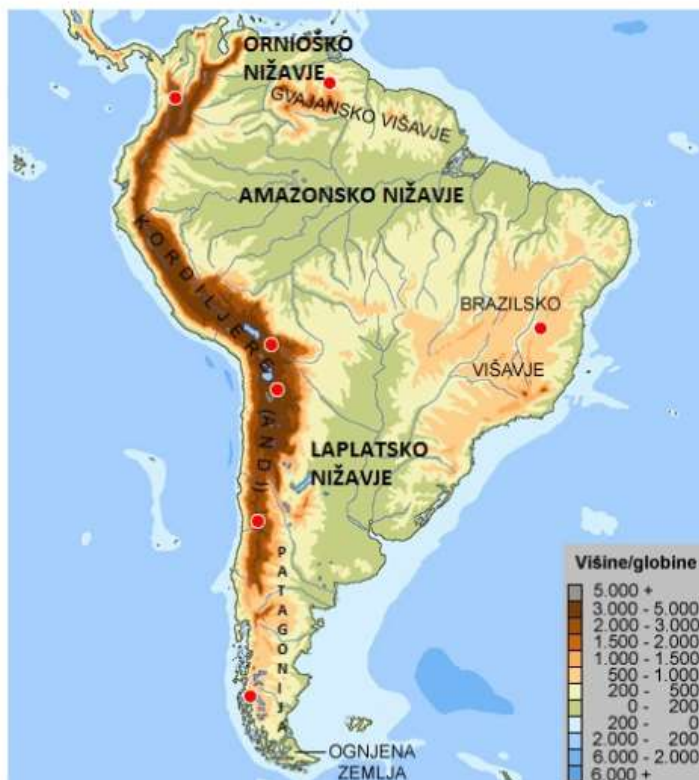 ORNIOŠKO
NIŽAVJE
GVAJANSKO VIŠAVJE
AMAZONSKO NIŽAVJE
KORDILJERE (ANDI)
BRAZILSKO
VIŠAVJE
LAPLATSKO
NIŽAVJE
PATAGONIJA
OGNJENA
ZEMLJA
Višine/globine
5.000 +
3.000 - 5.000
2.000 - 3.000
1.500 - 2.000
1.000 - 1.500
500 - 1.000
200 - 500
0 - 200
200 - 0
2.000 - 200
6.000 - 2.000
6.000 +